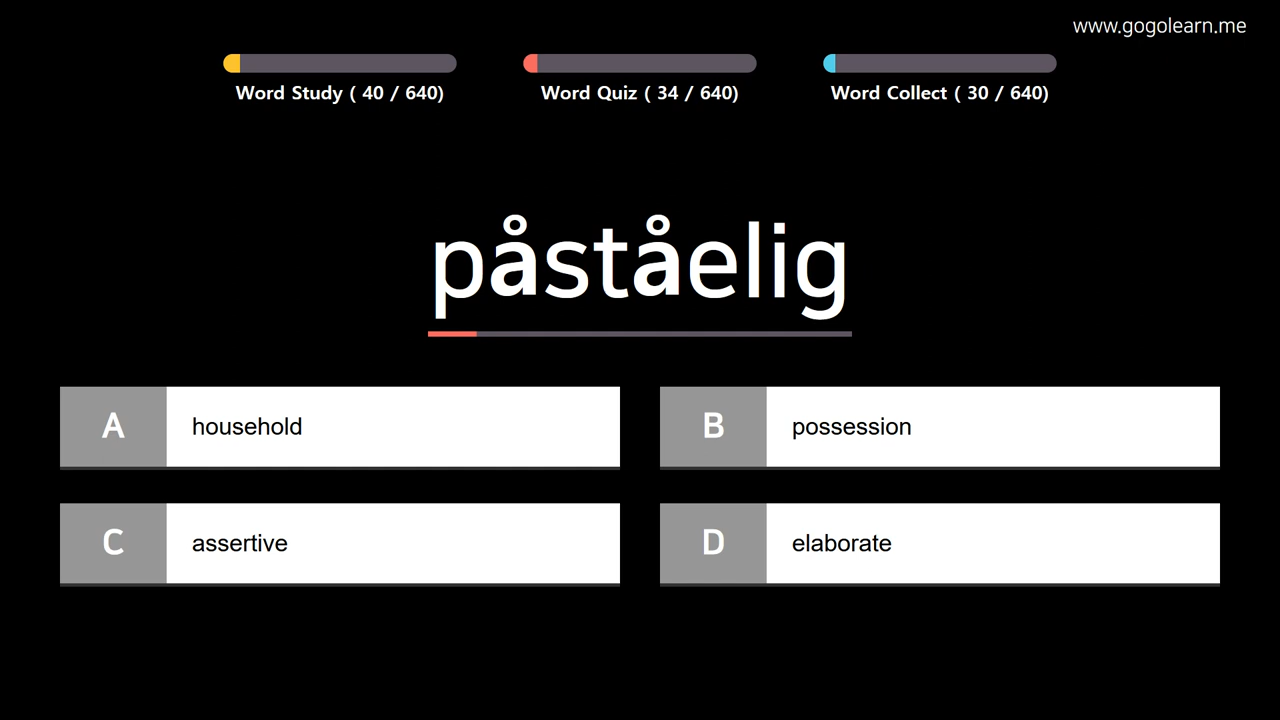 www.gogolearn.me
Word Study ( 40 / 640)
Word Quiz ( 34 / 640)
Word Collect ( 30 / 640)
påståelig
A household
B possession
C assertive
D elaborate